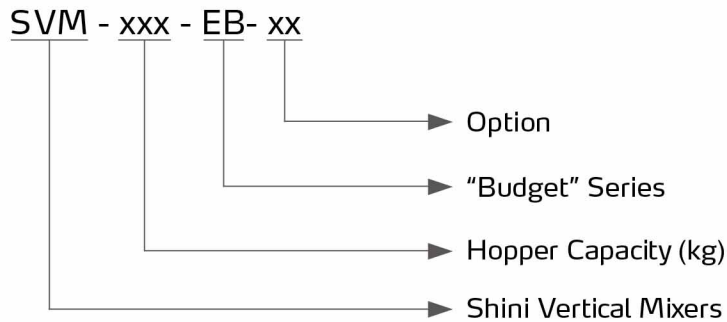 SVM - xxx - EB- xx
Option
“Budget” Series
Hopper Capacity (kg)
Shini Vertical Mixers